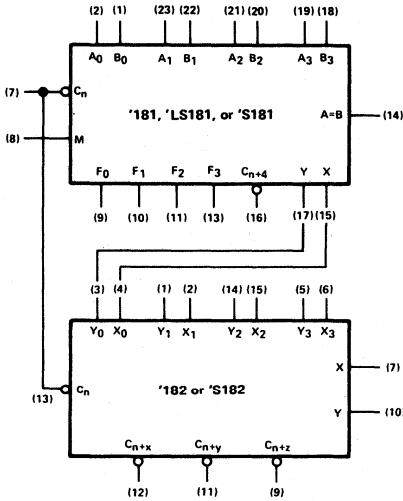 (2) (1) (23) (22) (21) (20) (19) (18)
A0 B0 A1 B1 A2 B2 A3 B3
(7) Cn
'181, 'LS181, or 'S181
A=B (14)
(8) M
F0 F1 F2 F3 Cn+4 Y X
(9) (10) (11) (13) (16) (17) (15)
(3) (4) (1) (2) (14) (15) (5) (6)
Y0 X0 Y1 X1 Y2 X2 Y3 X3
X (7)
(13) Cn
'182 or 'S182
Y (10)
Cn+x Cn+y Cn+z
(12) (11) (9)